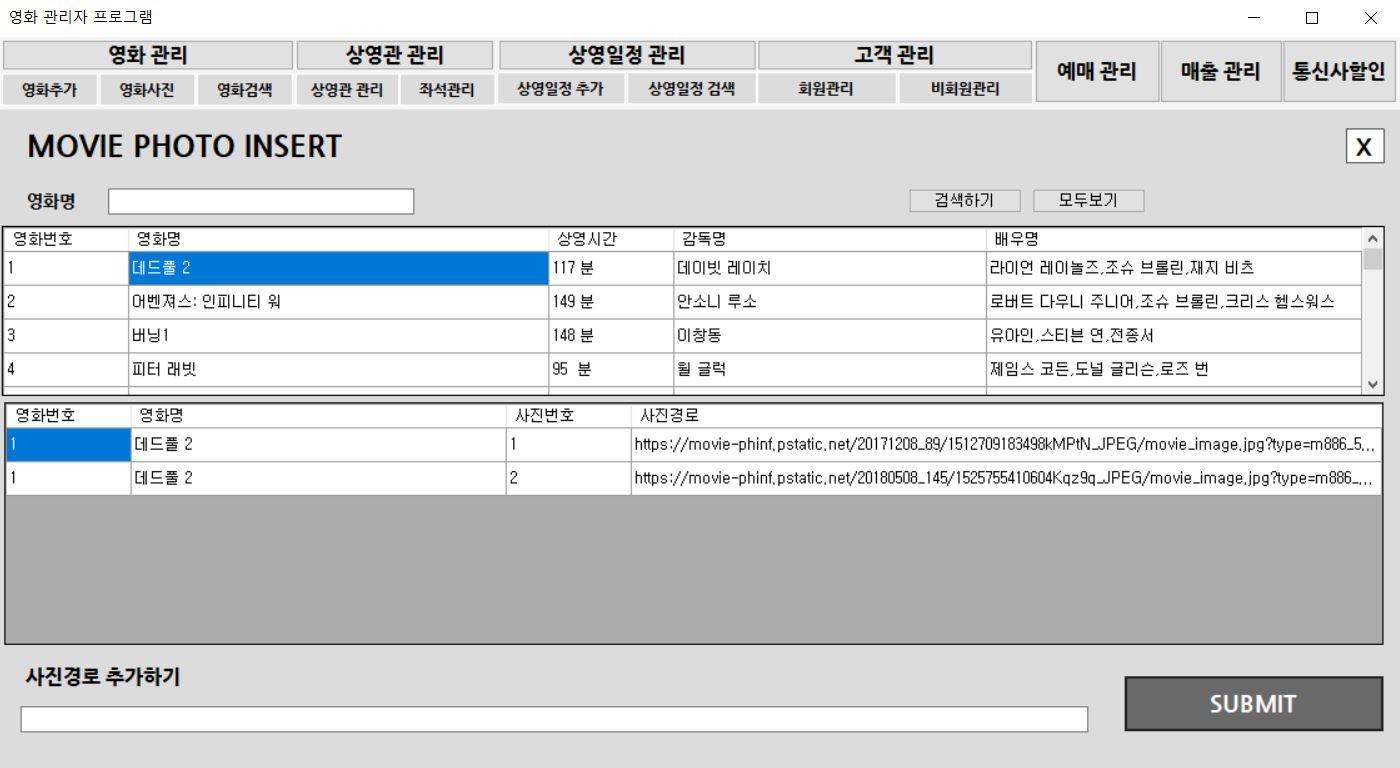 영화 관리자 프로그램
영화 관리 상영관 관리 상영일정 관리 고객 관리 예매 관리 매출 관리 통신사할인
영화추가 영화사진 영화검색 상영관 관리 좌석관리 상영일정 추가 상영일정 검색 회원관리 비회원관리
MOVIE PHOTO INSERT X
영화명 검색하기 모두보기
영화번호 영화명 상영시간 감독명 배우명
1 데드풀 2 117 분 데이빗 레이치 라이언 레이놀즈,조슈 브롤린,재지 비츠
2 어벤져스: 인피니티 워 149 분 안소니 루소 로버트 다우니 주니어,조슈 브롤린,크리스 헴스워스
3 버닝1 148 분 이창동 유아인,스티븐 연,전종서
4 피터 래빗 95 분 윌 글럭 제임스 코든,도널 글리슨,로즈 번
영화번호 영화명 사진번호 사진경로
1 데드풀 2 1 https://movie-phinf.pstatic.net/20171208_89/1512709183498kMPtN_JPEG/movie_image.jpg?type=m886_5...
1 데드풀 2 2 https://movie-phinf.pstatic.net/20180508_145/1525755410604Kqz9q_JPEG/movie_image.jpg?type=m886_...
사진경로 추가하기
SUBMIT